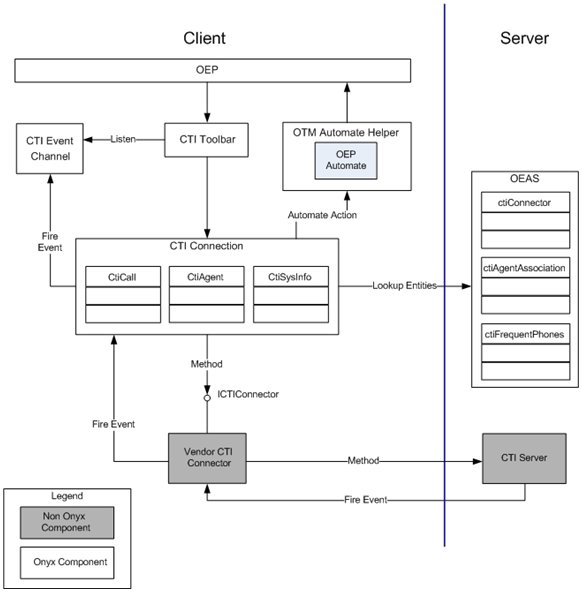 Client
Server
OEP
CTI Event
Channel
Listen
CTI Toolbar
OTM Automate Helper
OEP
Automate
OEAS
ctiConnector
ctiAgentAssociation
ctiFrequentPhones
Fire
Event
Automate Action
CTI Connection
CtiCall
CtiAgent
CtiSysInfo
Lookup Entities
Method
ICTIConnector
Fire Event
Vendor CTI
Connector
Method
CTI Server
Fire Event
Legend
Non Onyx
Component
Onyx Component